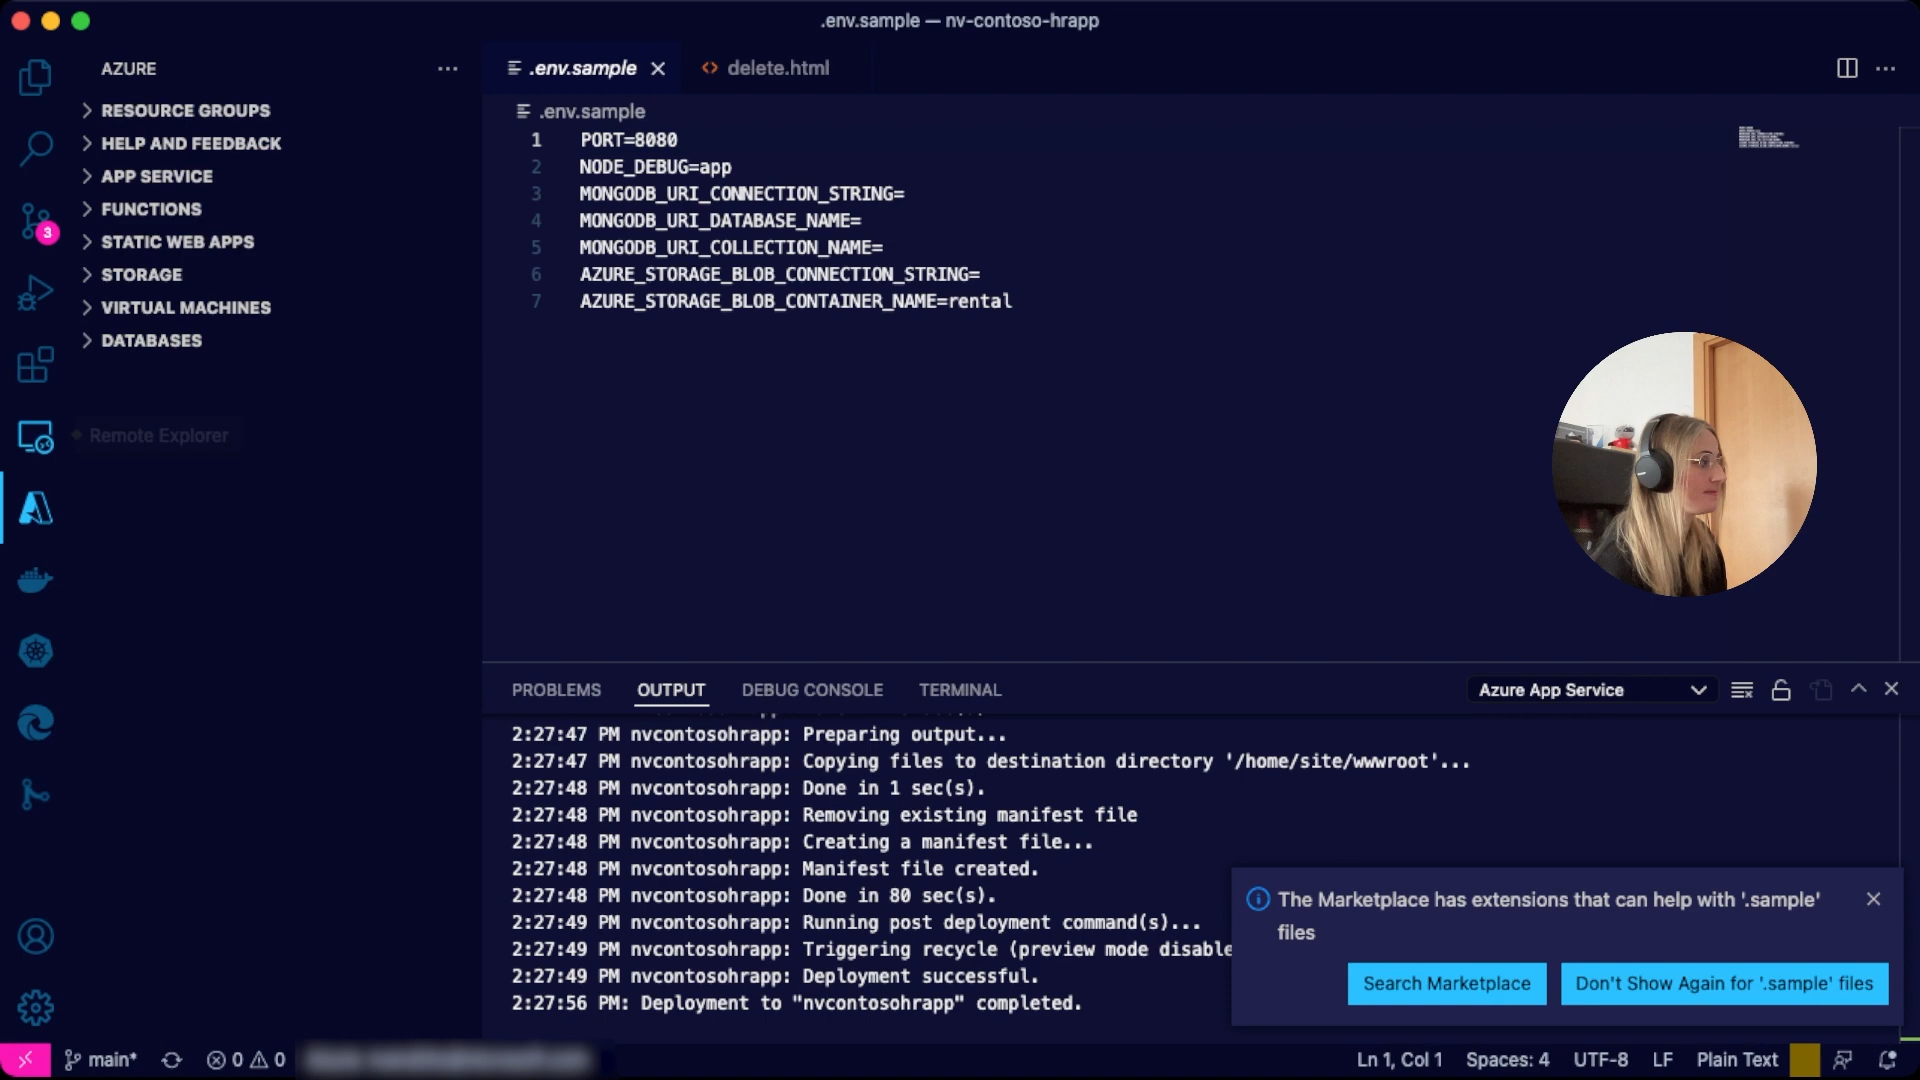 .env.sample — nv-contoso-hrapp
AZURE
RESOURCE GROUPS
HELP AND FEEDBACK
APP SERVICE
FUNCTIONS
STATIC WEB APPS
STORAGE
VIRTUAL MACHINES
DATABASES
3
Remote Explorer
.env.sample
delete.html
.env.sample
1 PORT=8080
2 NODE_DEBUG=app
3 MONGODB_URI_CONNECTION_STRING=
4 MONGODB_URI_DATABASE_NAME=
5 MONGODB_URI_COLLECTION_NAME=
6 AZURE_STORAGE_BLOB_CONNECTION_STRING=
7 AZURE_STORAGE_BLOB_CONTAINER_NAME=rental
PROBLEMS OUTPUT DEBUG CONSOLE TERMINAL
Azure App Service
2:27:47 PM nvcontosohrapp: Preparing output...
2:27:47 PM nvcontosohrapp: Copying files to destination directory '/home/site/wwwroot'...
2:27:48 PM nvcontosohrapp: Done in 1 sec(s).
2:27:48 PM nvcontosohrapp: Removing existing manifest file
2:27:48 PM nvcontosohrapp: Creating a manifest file...
2:27:48 PM nvcontosohrapp: Manifest file created.
2:27:48 PM nvcontosohrapp: Done in 80 sec(s).
2:27:49 PM nvcontosohrapp: Running post deployment command(s)...
2:27:49 PM nvcontosohrapp: Triggering recycle (preview mode disable
2:27:49 PM nvcontosohrapp: Deployment successful.
2:27:56 PM: Deployment to "nvcontosohrapp" completed.
The Marketplace has extensions that can help with '.sample'
files
Search Marketplace
Don't Show Again for '.sample' files
main* 0 0
Ln 1, Col 1 Spaces: 4 UTF-8 LF Plain Text